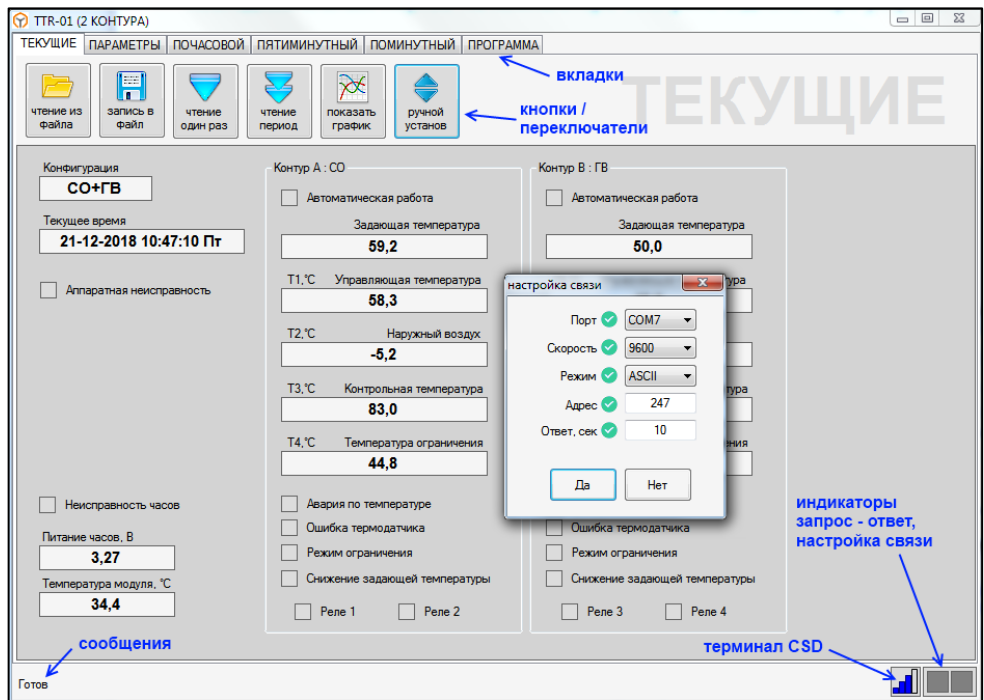 TTR-01 (2 КОНТУРА)
ТЕКУЩИЕ ПАРАМЕТРЫ ПОЧАСОВОЙ ПЯТИМИНУТНЫЙ ПОМИНУТНЫЙ ПРОГРАММА
вкладки
чтение из файла
запись в файл
чтение один раз
чтение период
показать график
ручной установ
кнопки /
переключатели
ТЕКУЩИЕ
Конфигурация
СО+ГВ
Текущее время
21-12-2018 10:47:10 Пт
Аппаратная неисправность
Неисправность часов
Питание часов, В
3,27
Температура модуля, °С
34,4
Контур А : СО
Автоматическая работа
Задающая температура
59,2
Т1,°С Управляющая температура
58,3
Т2,°С Наружный воздух
-5,2
Т3,°С Контрольная температура
83,0
Т4,°С Температура ограничения
44,8
Авария по температуре
Ошибка термодатчика
Режим ограничения
Снижение задающей температуры
Реле 1 Реле 2
Контур В : ГВ
Автоматическая работа
Задающая температура
50,0
Ошибка термодатчика
Режим ограничения
Снижение задающей температуры
Реле 3 Реле 4
настройка связи
Порт COM7
Скорость 9600
Режим ASCII
Адрес 247
Ответ, сек 10
Да Нет
индикаторы
запрос - ответ,
настройка связи
терминал CSD
сообщения
Готов